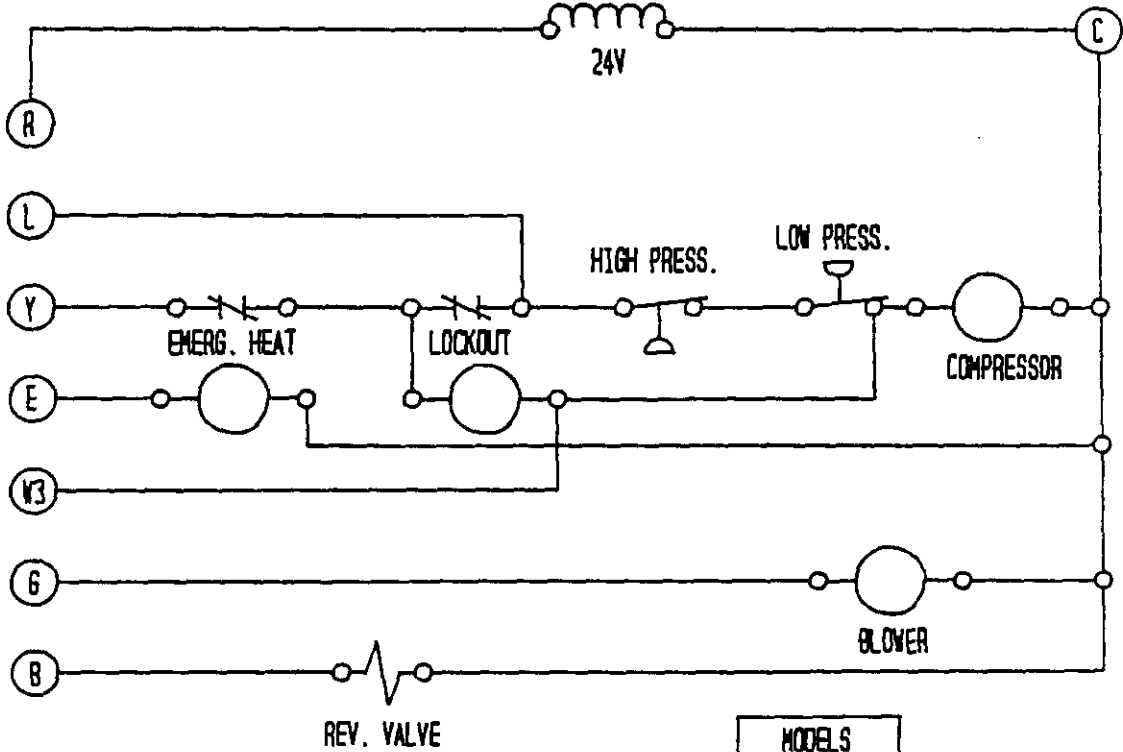 C
24V
R
L
LOW PRESS.
HIGH PRESS.
Y
EMERG. HEAT
LOCKOUT
COMPRESSOR
E
W3
G
BLOWER
B
REV. VALVE
MODELS